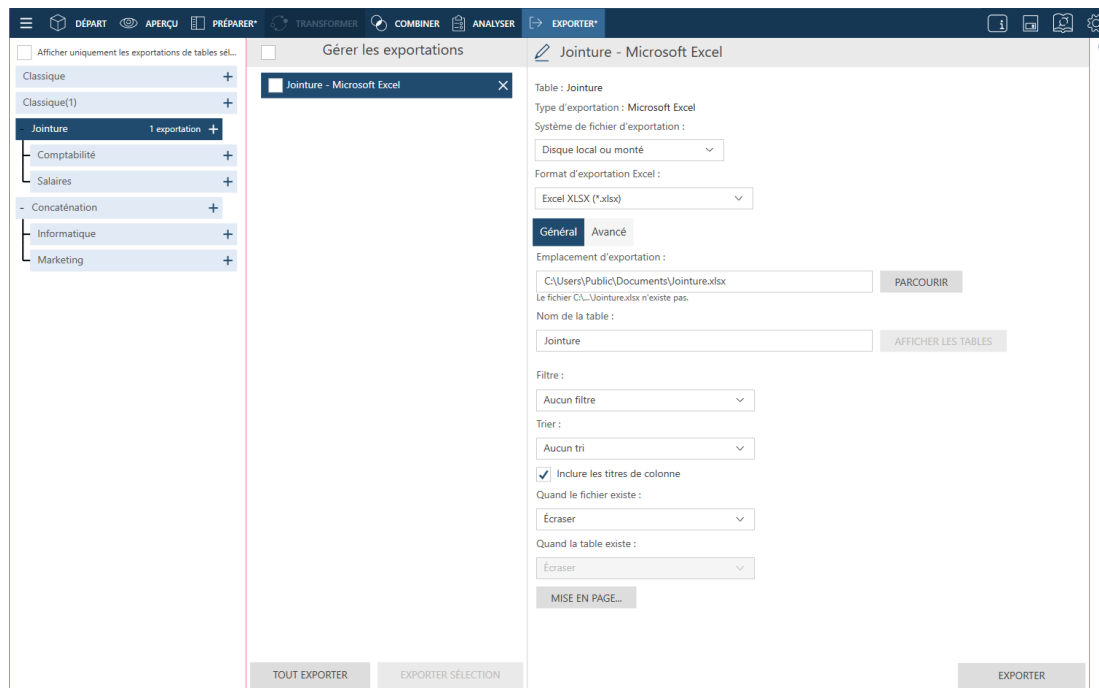 DÉPART APERÇU PRÉPARER* TRANSFORMER COMBINER ANALYSER EXPORTER*
Afficher uniquement les exportations de tables sél...
Classique
Classique(1)
- Jointure 1 exportation +
Comptabilité
Salaires
- Concaténation
Informatique
Marketing
Gérer les exportations
Jointure - Microsoft Excel
TOUT EXPORTER EXPORTER SÉLECTION
Jointure - Microsoft Excel
Table : Jointure
Type d'exportation : Microsoft Excel
Système de fichier d'exportation :
Disque local ou monté
Format d'exportation Excel :
Excel XLSX (*.xlsx)
Général Avancé
Emplacement d'exportation :
C:\Users\Public\Documents\Jointure.xlsx PARCOURIR
Le fichier C:\...\Jointure.xlsx n'existe pas.
Nom de la table :
Jointure AFFICHER LES TABLES
Filtre :
Aucun filtre
Trier :
Aucun tri
Inclure les titres de colonne
Quand le fichier existe :
Écraser
Quand la table existe :
Écraser
MISE EN PAGE...
EXPORTER